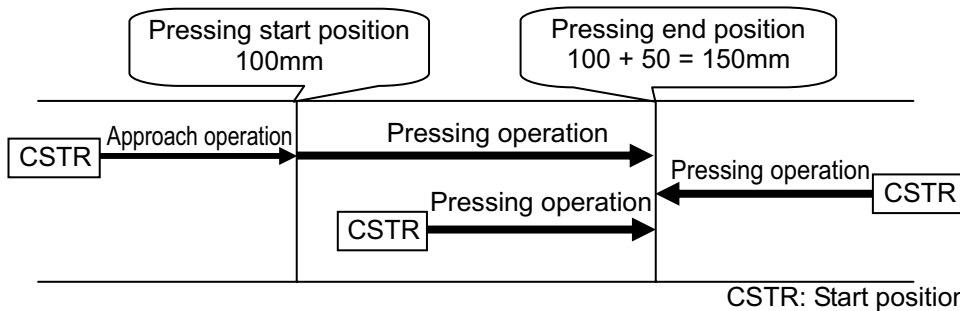 Pressing start position
100mm
Pressing end position
100 + 50 = 150mm
Approach operation
Pressing operation
CSTR
Pressing operation
CSTR
Pressing operation
CSTR
CSTR: Start position